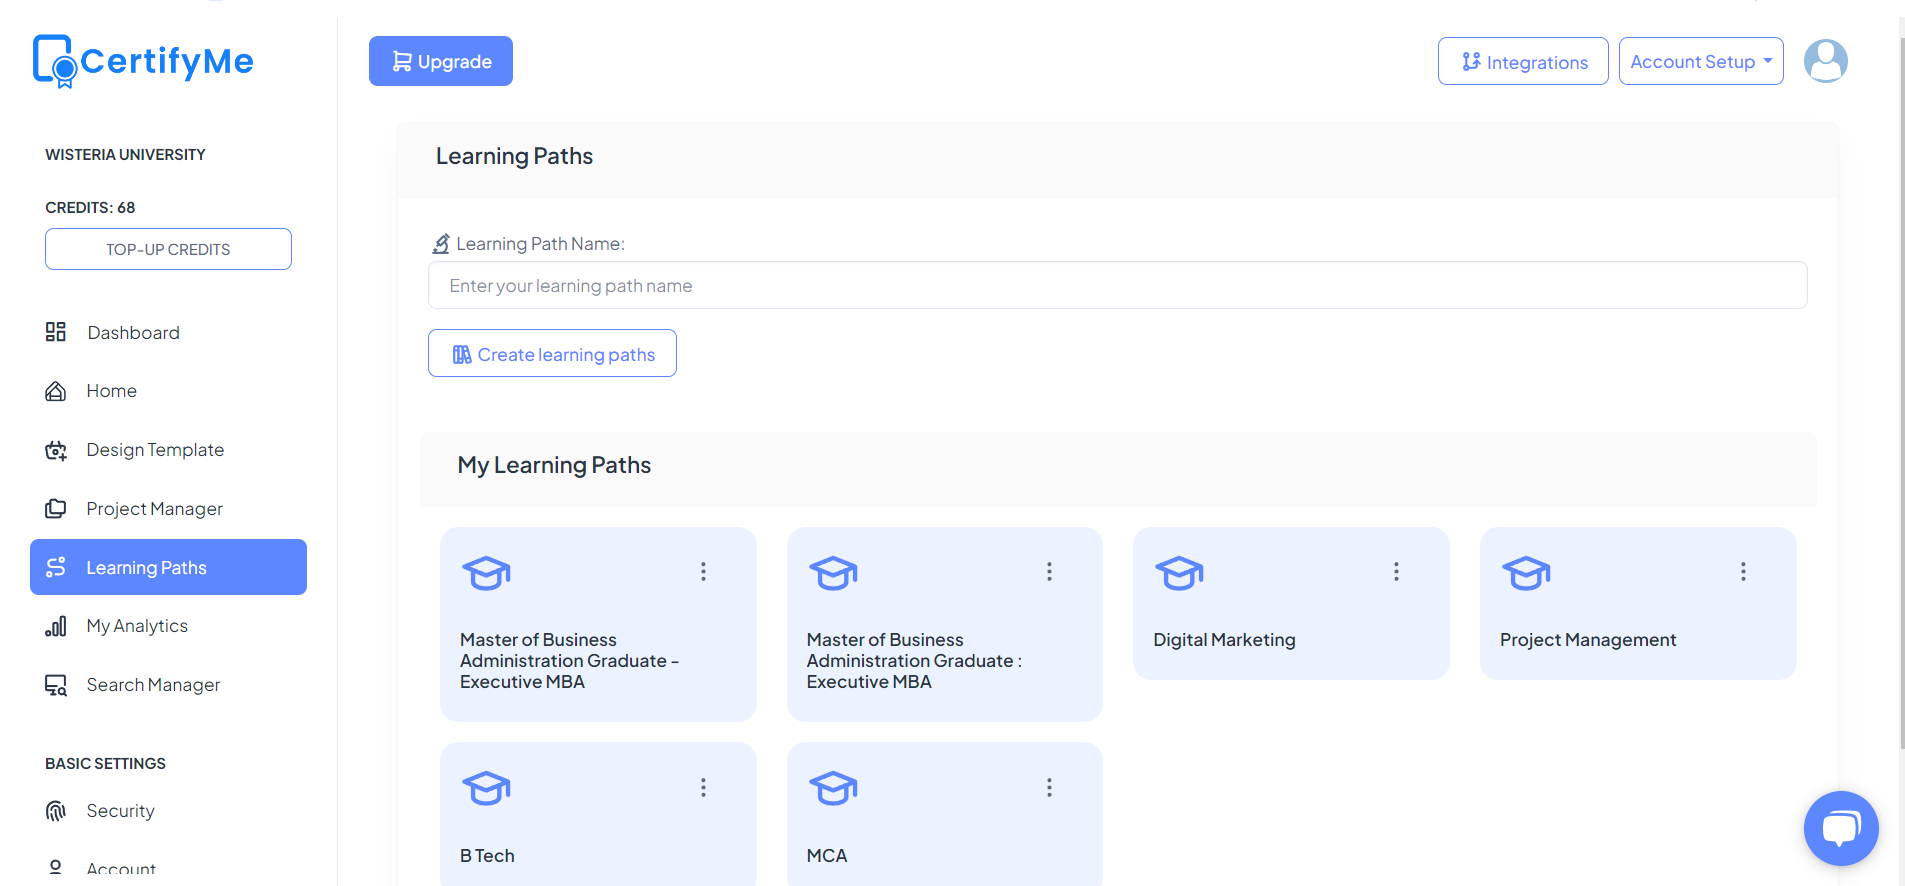 CertifyMe
Upgrade
Integrations
Account Setup
WISTERIA UNIVERSITY
CREDITS: 68
TOP-UP CREDITS
Dashboard
Home
Design Template
Project Manager
Learning Paths
My Analytics
Search Manager
BASIC SETTINGS
Security
Account
Learning Paths
Learning Path Name:
Enter your learning path name
Create learning paths
My Learning Paths
Master of Business
Administration Graduate -
Executive MBA
Master of Business
Administration Graduate :
Executive MBA
Digital Marketing
Project Management
B Tech
MCA